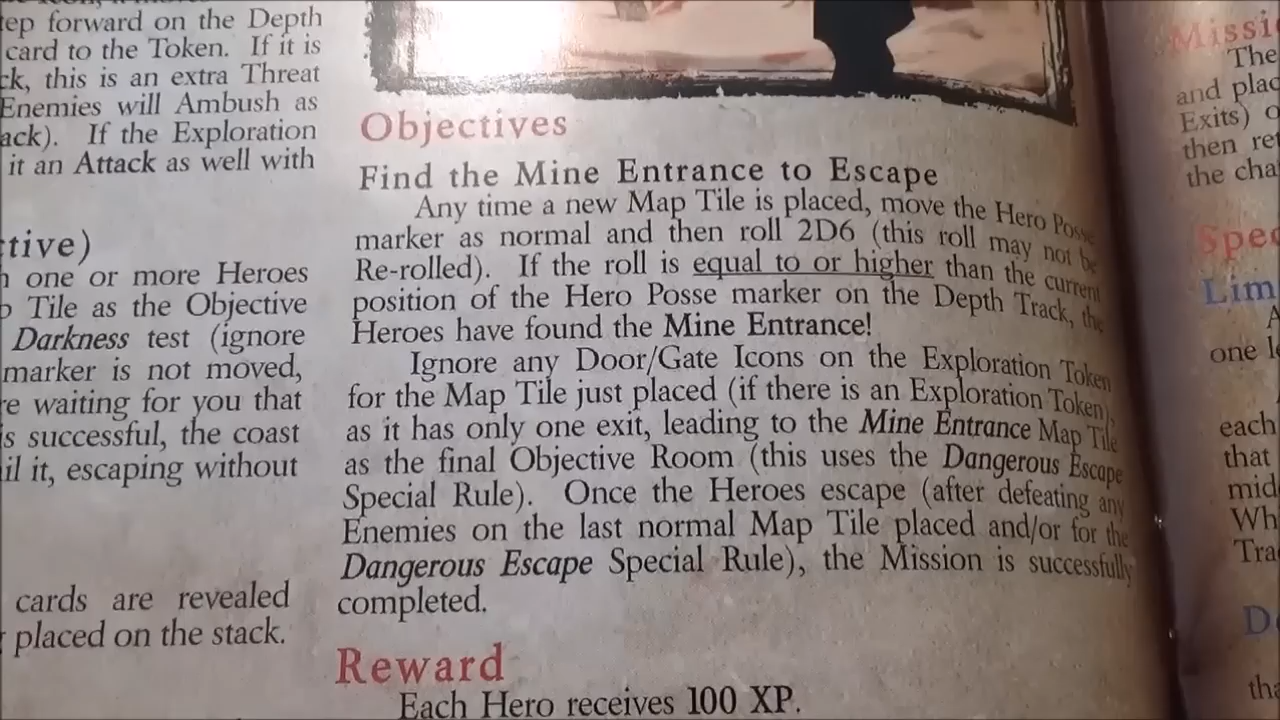 tep forward on the Depth
card to the Token. If it is
ck, this is an extra Threat
Enemies will Ambush as
ack). If the Exploration
it an Attack as well with
ctive)
n one or more Heroes
p Tile as the Objective
Darkness test (ignore
marker is not moved,
re waiting for you that
is successful, the coast
il it, escaping without
cards are revealed
placed on the stack.
Objectives
Find the Mine Entrance to Escape
Any time a new Map Tile is placed, move the Hero Posse
marker as normal and then roll 2D6 (this roll may not be
Re-rolled). If the roll is equal to or higher than the current
position of the Hero Posse marker on the Depth Track, the
Heroes have found the Mine Entrance!
Ignore any Door/Gate Icons on the Exploration Token
for the Map Tile just placed (if there is an Exploration Token),
as it has only one exit, leading to the Mine Entrance Map Tile
as the final Objective Room (this uses the Dangerous Escape
Special Rule). Once the Heroes escape (after defeating any
Enemies on the last normal Map Tile placed and/or for the
Dangerous Escape Special Rule), the Mission is successfully
completed.
Reward
Each Hero receives 100 XP.
Missi
The
and plac
Exits) o
then re
the cha
Spec
Lim
A
one l
each
that
mid
Wh
Tra
D
tha